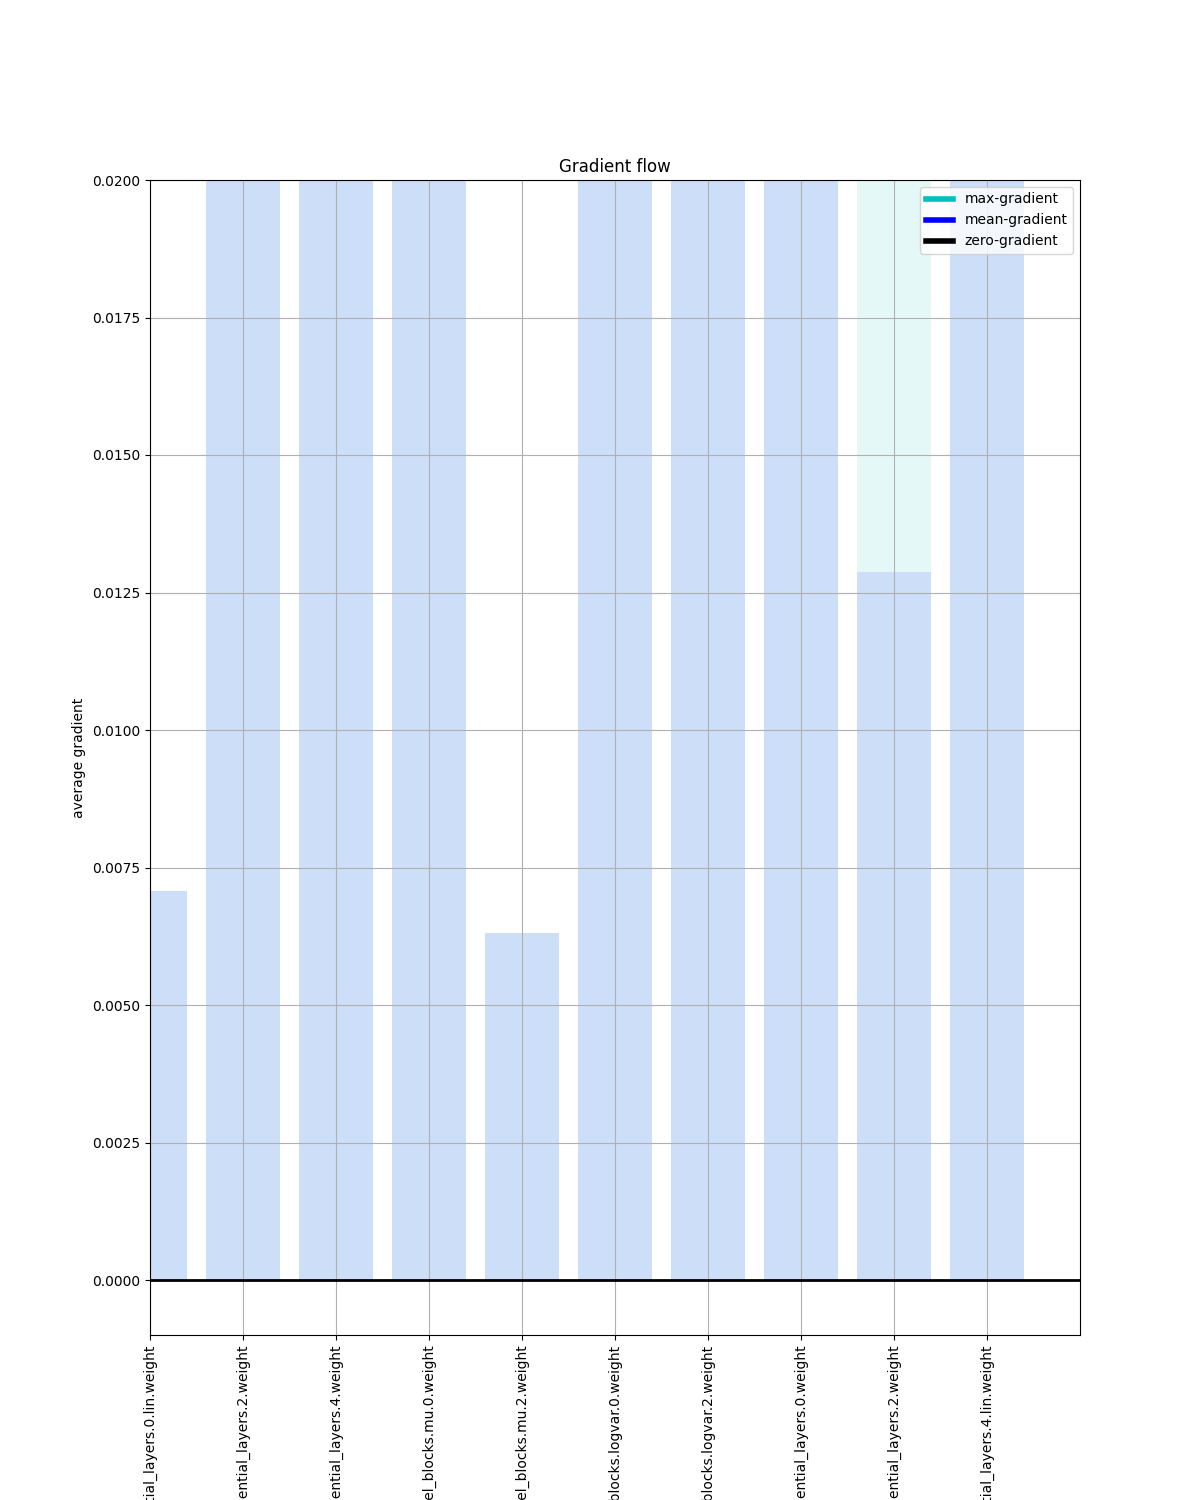 Gradient flow
max-gradient
mean-gradient
zero-gradient
0.0200
0.0175
0.0150
0.0125
0.0100
0.0075
0.0050
0.0025
0.0000
average gradient
tial_layers.0.lin.weight
ential_layers.2.weight
ential_layers.4.weight
el_blocks.mu.0.weight
el_blocks.mu.2.weight
blocks.logvar.0.weight
blocks.logvar.2.weight
ential_layers.0.weight
ential_layers.2.weight
tial_layers.4.lin.weight